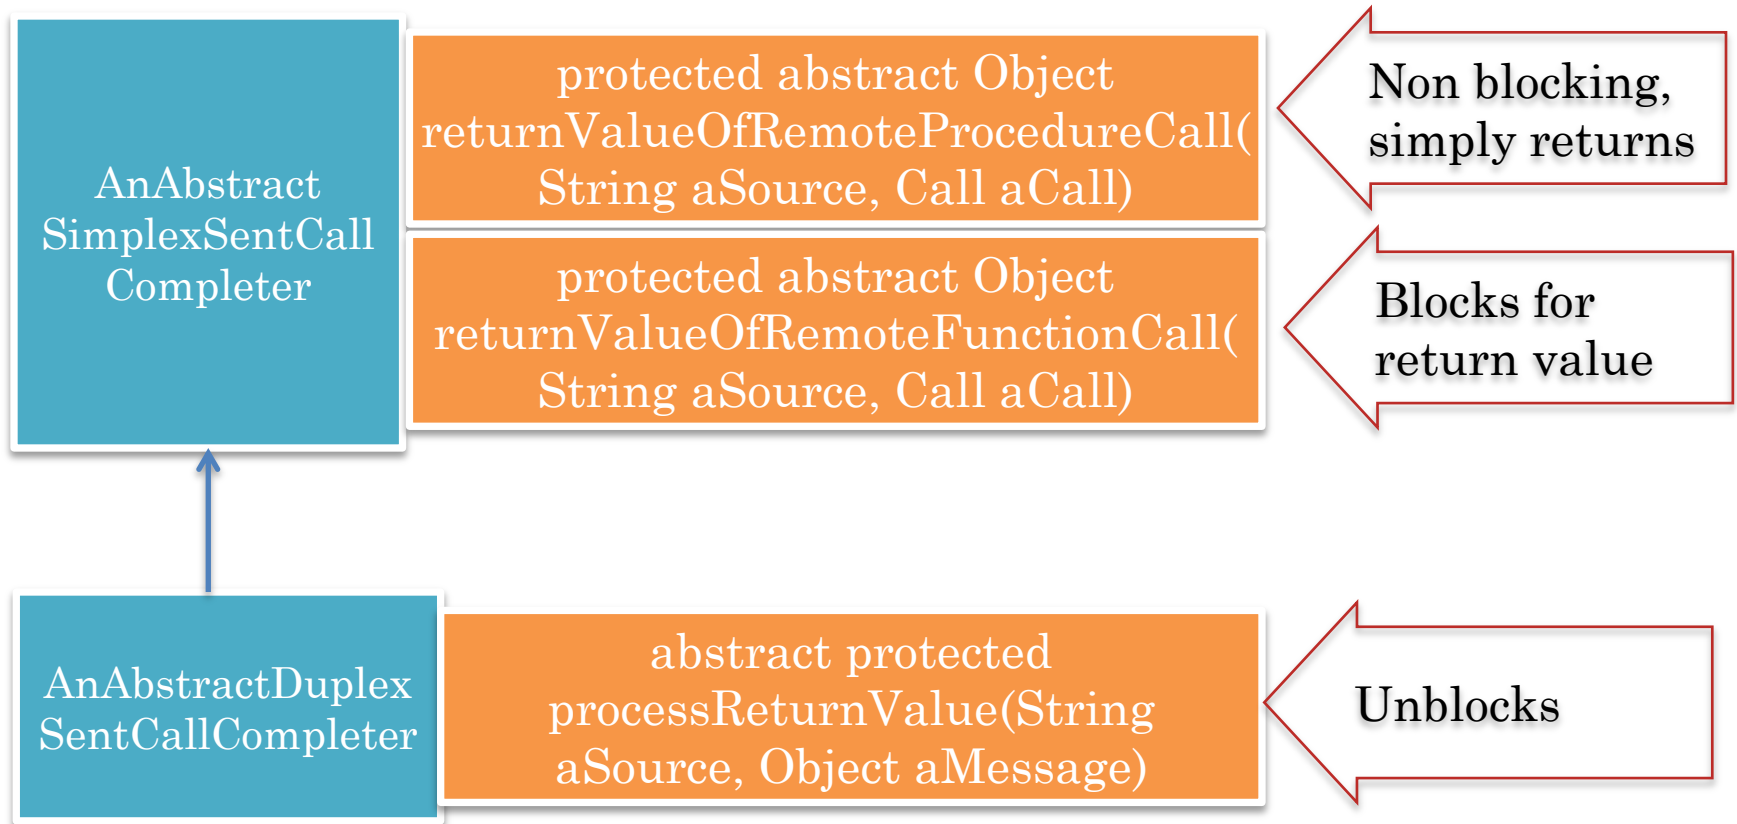 AnAbstract
SimplexSentCall
Completer
protected abstract Object
returnValueOfRemoteProcedureCall(
String aSource, Call aCall)
Non blocking,
simply returns
protected abstract Object
returnValueOfRemoteFunctionCall(
String aSource, Call aCall)
Blocks for
return value
AnAbstractDuplex
SentCallCompleter
abstract protected
processReturnValue(String
aSource, Object aMessage)
Unblocks